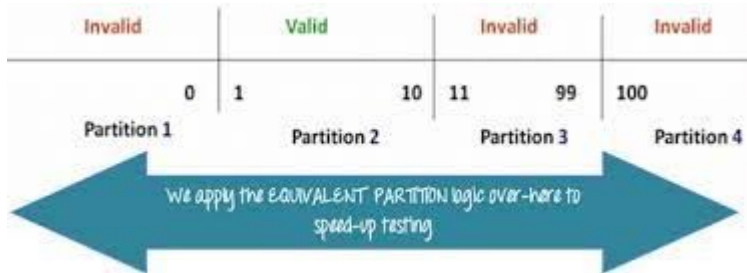 Invalid Valid Invalid Invalid
0 1 10 11 99 100
Partition 1 Partition 2 Partition 3 Partition 4
We apply the EQUIVALENT PARTITION logic over-here to
speed-up testing